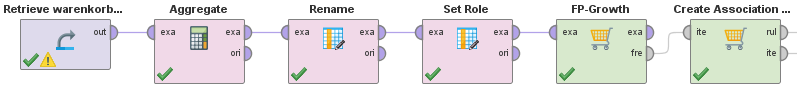 Retrieve warenkorb... Aggregate Rename Set Role FP-Growth Create Association ...
out exa exa exa exa exa exa exa exa ite rul
ori ori ori fre ite